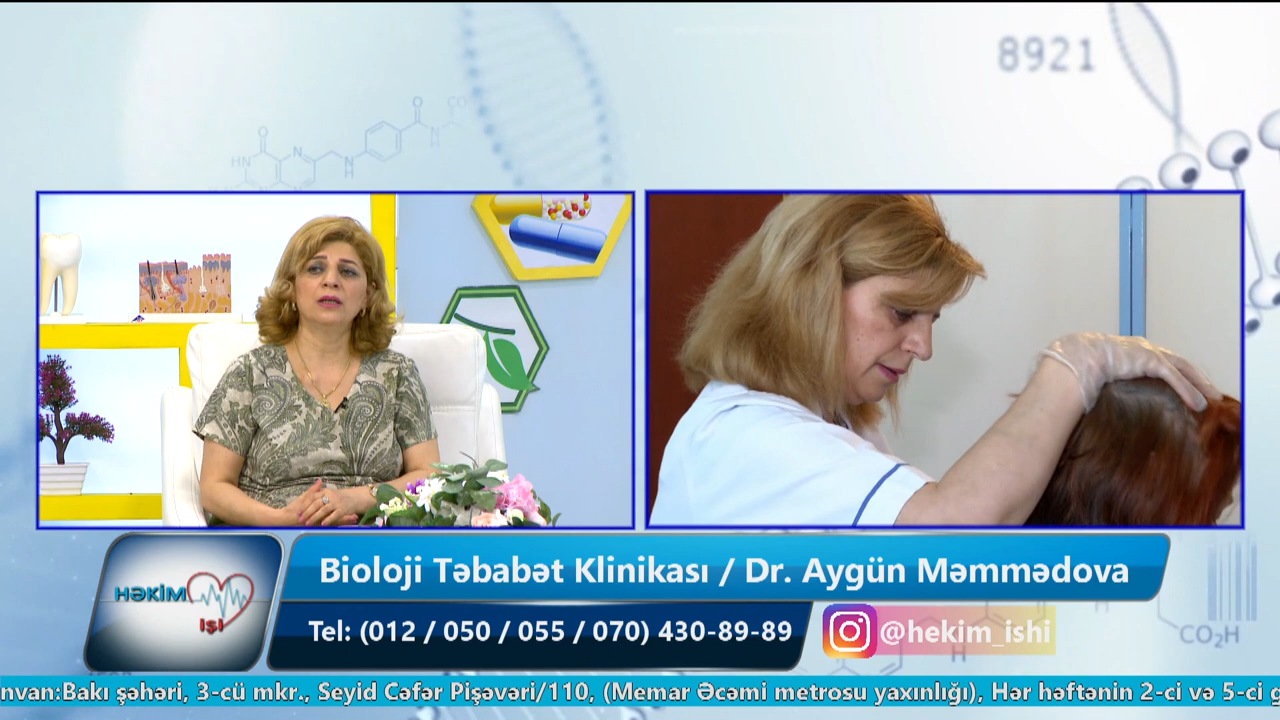 8921
HƏKİM
IŞI
Bioloji Təbabət Klinikası / Dr. Aygün Məmmədova
Tel: (012 / 050 / 055 / 070) 430-89-89
@hekim_ishi
CO₂H
nvan:Bakı şəhəri, 3-cü mkr., Seyid Cəfər Pişəvəri/110, (Memar Əcəmi metrosu yaxınlığı), Hər həftənin 2-ci və 5-ci g